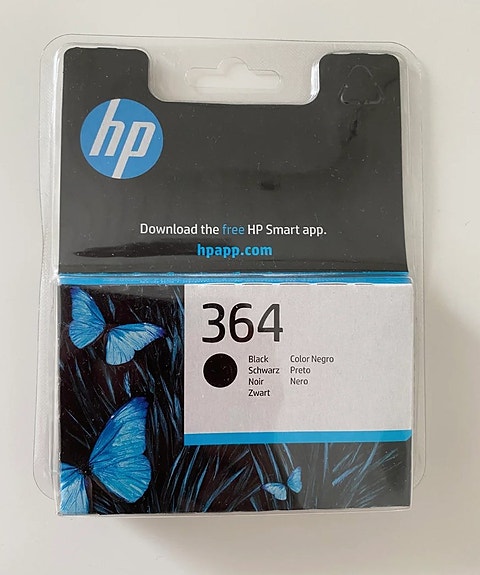 hp
Download the free HP Smart app.
hpapp.com
364
Black Color Negro
Schwarz Preto
Noir Nero
Zwart